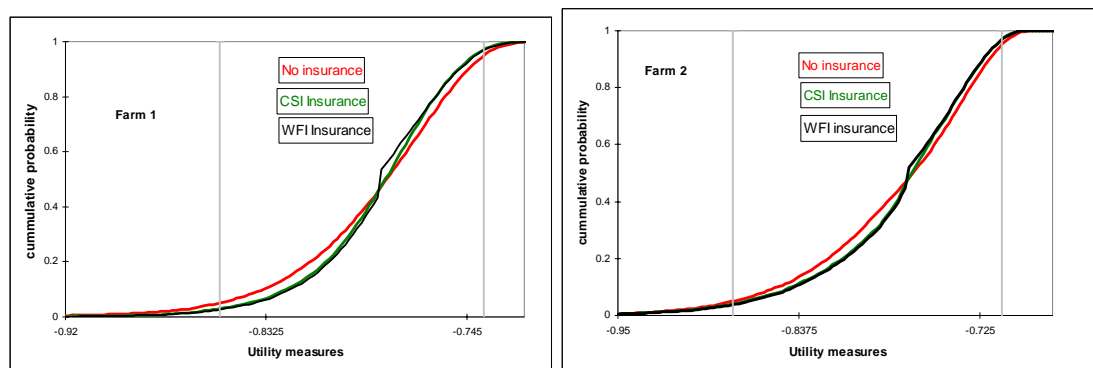 1
No insurance
0.8
CSI Insurance
Farm 1
WFI Insurance
0.6
cummulative probability
0.4
0.2
0
-0.92
-0.8325
-0.745
Utility measures
1
No insurance
Farm 2
0.8
CSI Insurance
WFI insurance
0.6
cummulative probability
0.4
0.2
0
-0.95
-0.8375
-0.725
Utility measures